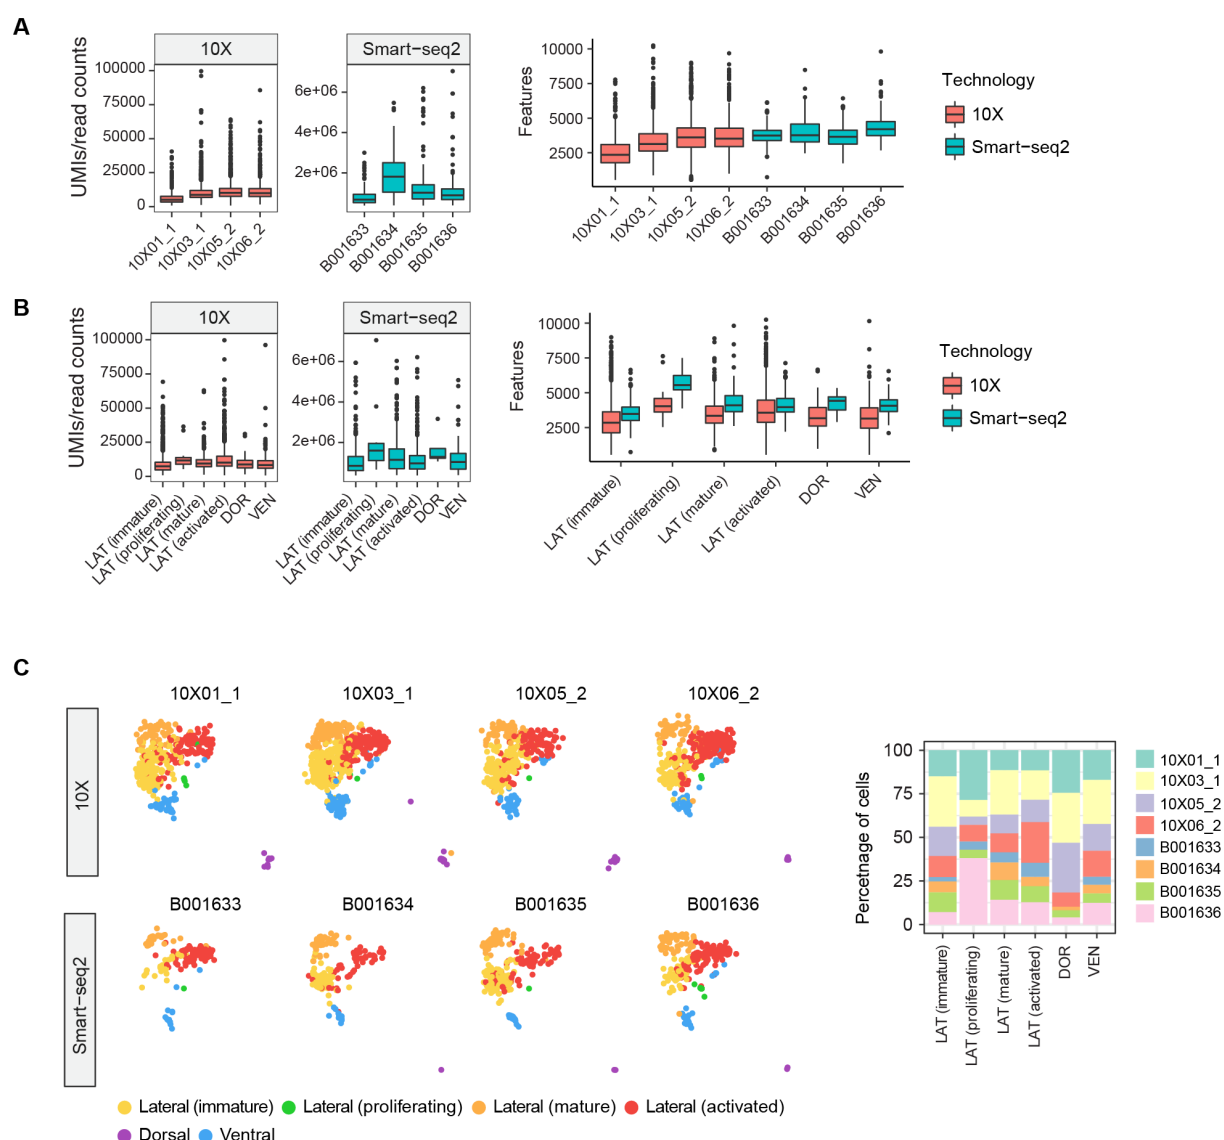 A
10X
Smart−seq2
UMIs/read counts
100000
75000
50000
25000
0
6e+06
4e+06
2e+06
10X01_1
10X03_1
10X05_2
10X06_2
B001633
B001634
B001635
B001636
Features
10000
7500
5000
2500
10X01_1
10X03_1
10X05_2
10X06_2
B001633
B001634
B001635
B001636
Technology
10X
Smart−seq2
B
10X
Smart−seq2
UMIs/read counts
100000
75000
50000
25000
0
6e+06
4e+06
2e+06
LAT (immature)
LAT (proliferating)
LAT (mature)
LAT (activated)
DOR
VEN
LAT (immature)
LAT (proliferating)
LAT (mature)
LAT (activated)
DOR
VEN
Features
10000
7500
5000
2500
LAT (immature)
LAT (proliferating)
LAT (mature)
LAT (activated)
DOR
VEN
Technology
10X
Smart−seq2
C
10X
10X01_1
10X03_1
10X05_2
10X06_2
Smart−seq2
B001633
B001634
B001635
B001636
Lateral (immature)
Lateral (proliferating)
Lateral (mature)
Lateral (activated)
Dorsal
Ventral
Percetnage of cells
100
75
50
25
0
LAT (immature)
LAT (proliferating)
LAT (mature)
LAT (activated)
DOR
VEN
10X01_1
10X03_1
10X05_2
10X06_2
B001633
B001634
B001635
B001636